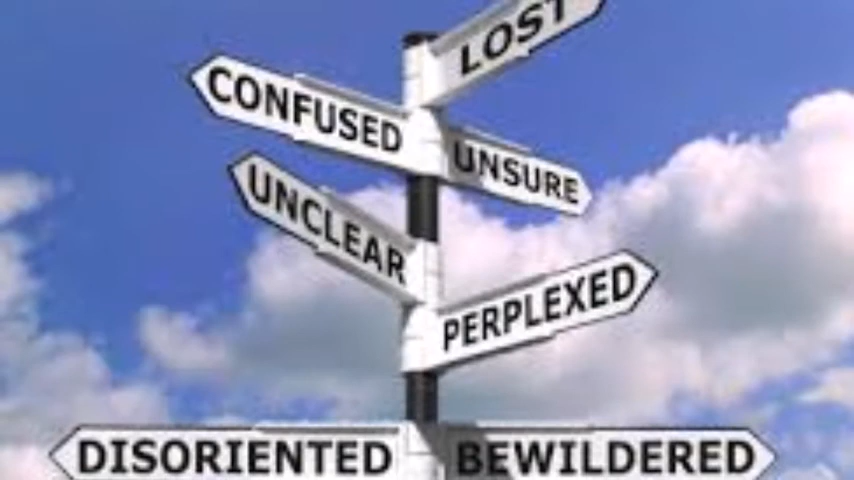 LOST
CONFUSED
UNSURE
UNCLEAR
PERPLEXED
DISORIENTED
BEWILDERED